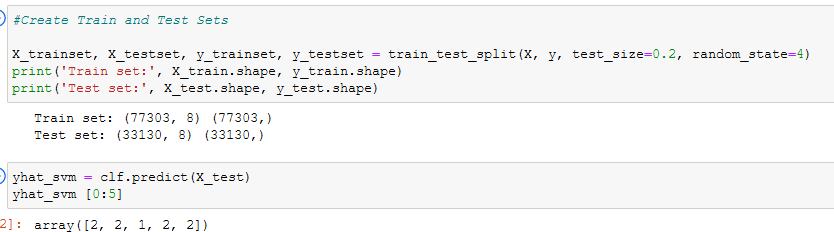 #Create Train and Test Sets
X_trainset, X_testset, y_trainset, y_testset = train_test_split(X, y, test_size=0.2, random_state=4)
print('Train set:', X_train.shape, y_train.shape)
print('Test set:', X_test.shape, y_test.shape)
Train set: (77303, 8) (77303,)
Test set: (33130, 8) (33130,)
yhat_svm = clf.predict(X_test)
yhat_svm [0:5]
2]: array([2, 2, 1, 2, 2])